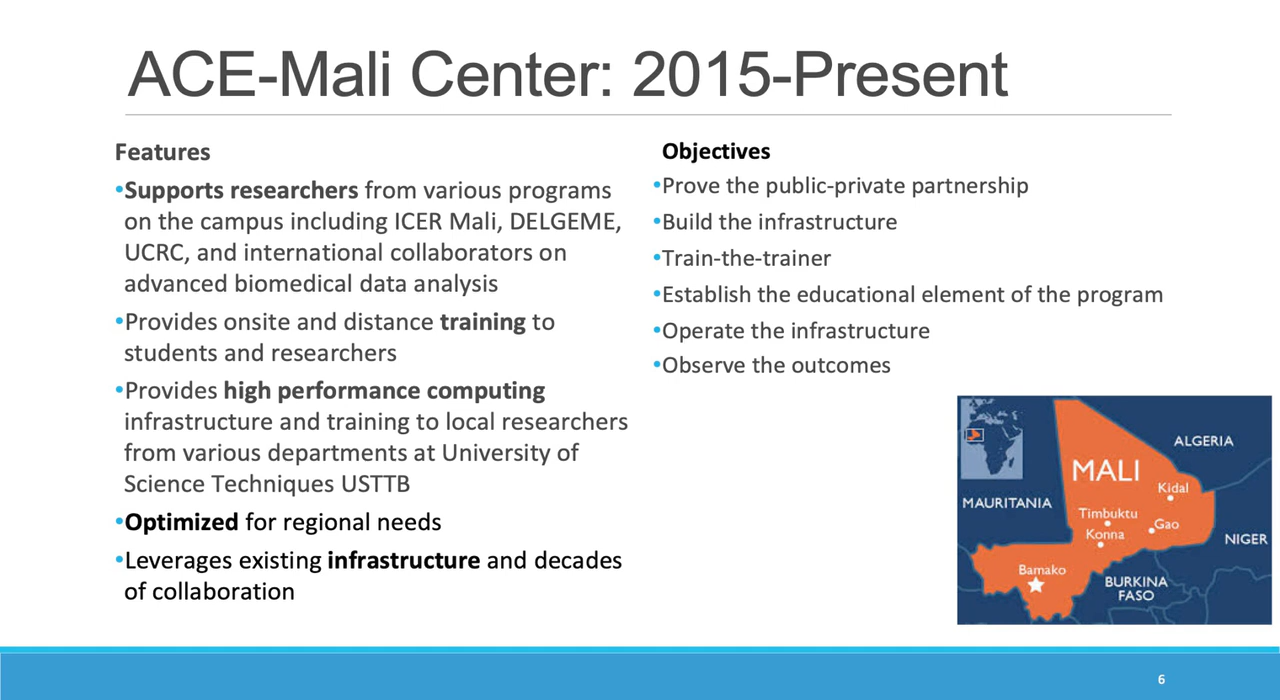 ACE-Mali Center: 2015-Present
Features
•Supports researchers from various programs
on the campus including ICER Mali, DELGEME,
UCRC, and international collaborators on
advanced biomedical data analysis
•Provides onsite and distance training to
students and researchers
•Provides high performance computing
infrastructure and training to local researchers
from various departments at University of
Science Techniques USTTB
•Optimized for regional needs
•Leverages existing infrastructure and decades
of collaboration
Objectives
•Prove the public-private partnership
•Build the infrastructure
•Train-the-trainer
•Establish the educational element of the program
•Operate the infrastructure
•Observe the outcomes
ALGERIA
MALI
Kidal
MAURITANIA
Timbuktu
Gao
Konna
NIGER
Bamako
BURKINA
FASO
6